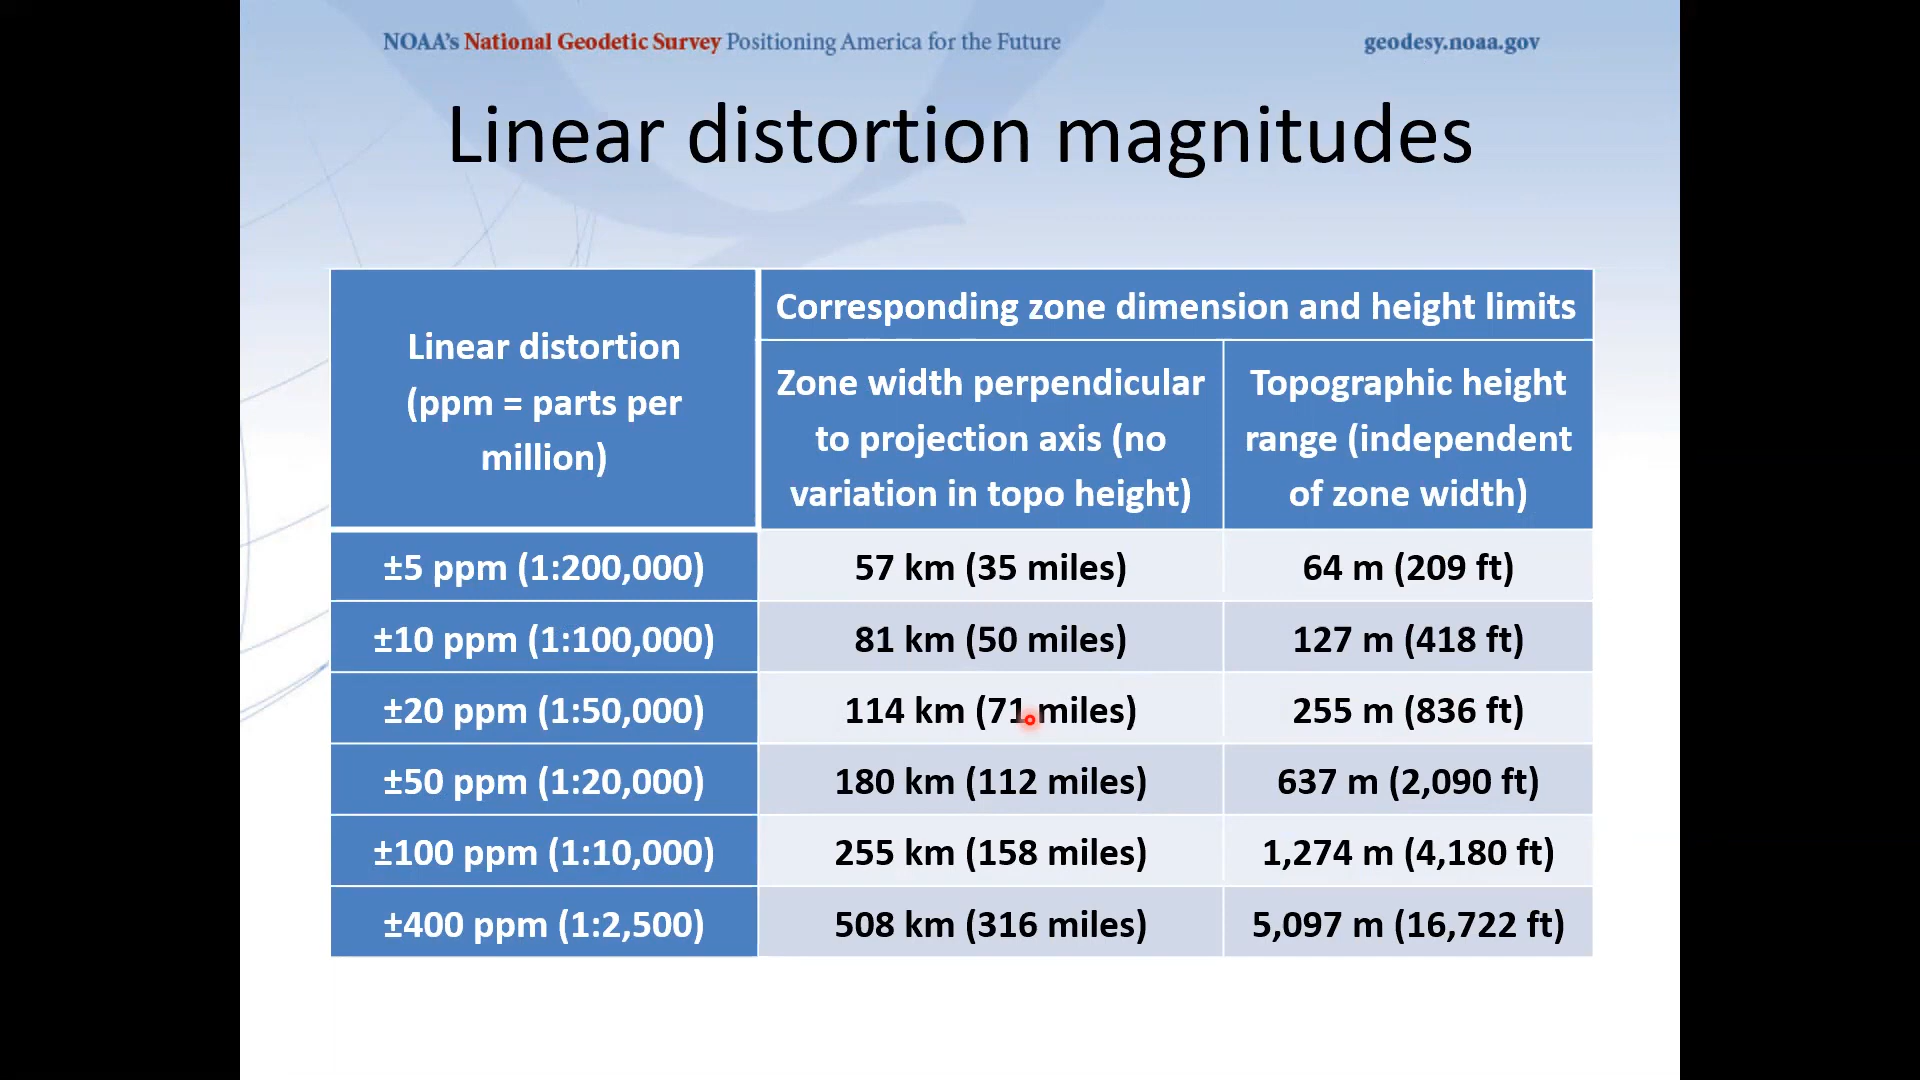 NOAA's National Geodetic Survey Positioning America for the Future
geodesy.noaa.gov
Linear distortion magnitudes
Linear distortion
(ppm = parts per
million)
Corresponding zone dimension and height limits
Zone width perpendicular
to projection axis (no
variation in topo height)
Topographic height
range (independent
of zone width)
±5 ppm (1:200,000) 57 km (35 miles) 64 m (209 ft)
±10 ppm (1:100,000) 81 km (50 miles) 127 m (418 ft)
±20 ppm (1:50,000) 114 km (71 miles) 255 m (836 ft)
±50 ppm (1:20,000) 180 km (112 miles) 637 m (2,090 ft)
±100 ppm (1:10,000) 255 km (158 miles) 1,274 m (4,180 ft)
±400 ppm (1:2,500) 508 km (316 miles) 5,097 m (16,722 ft)